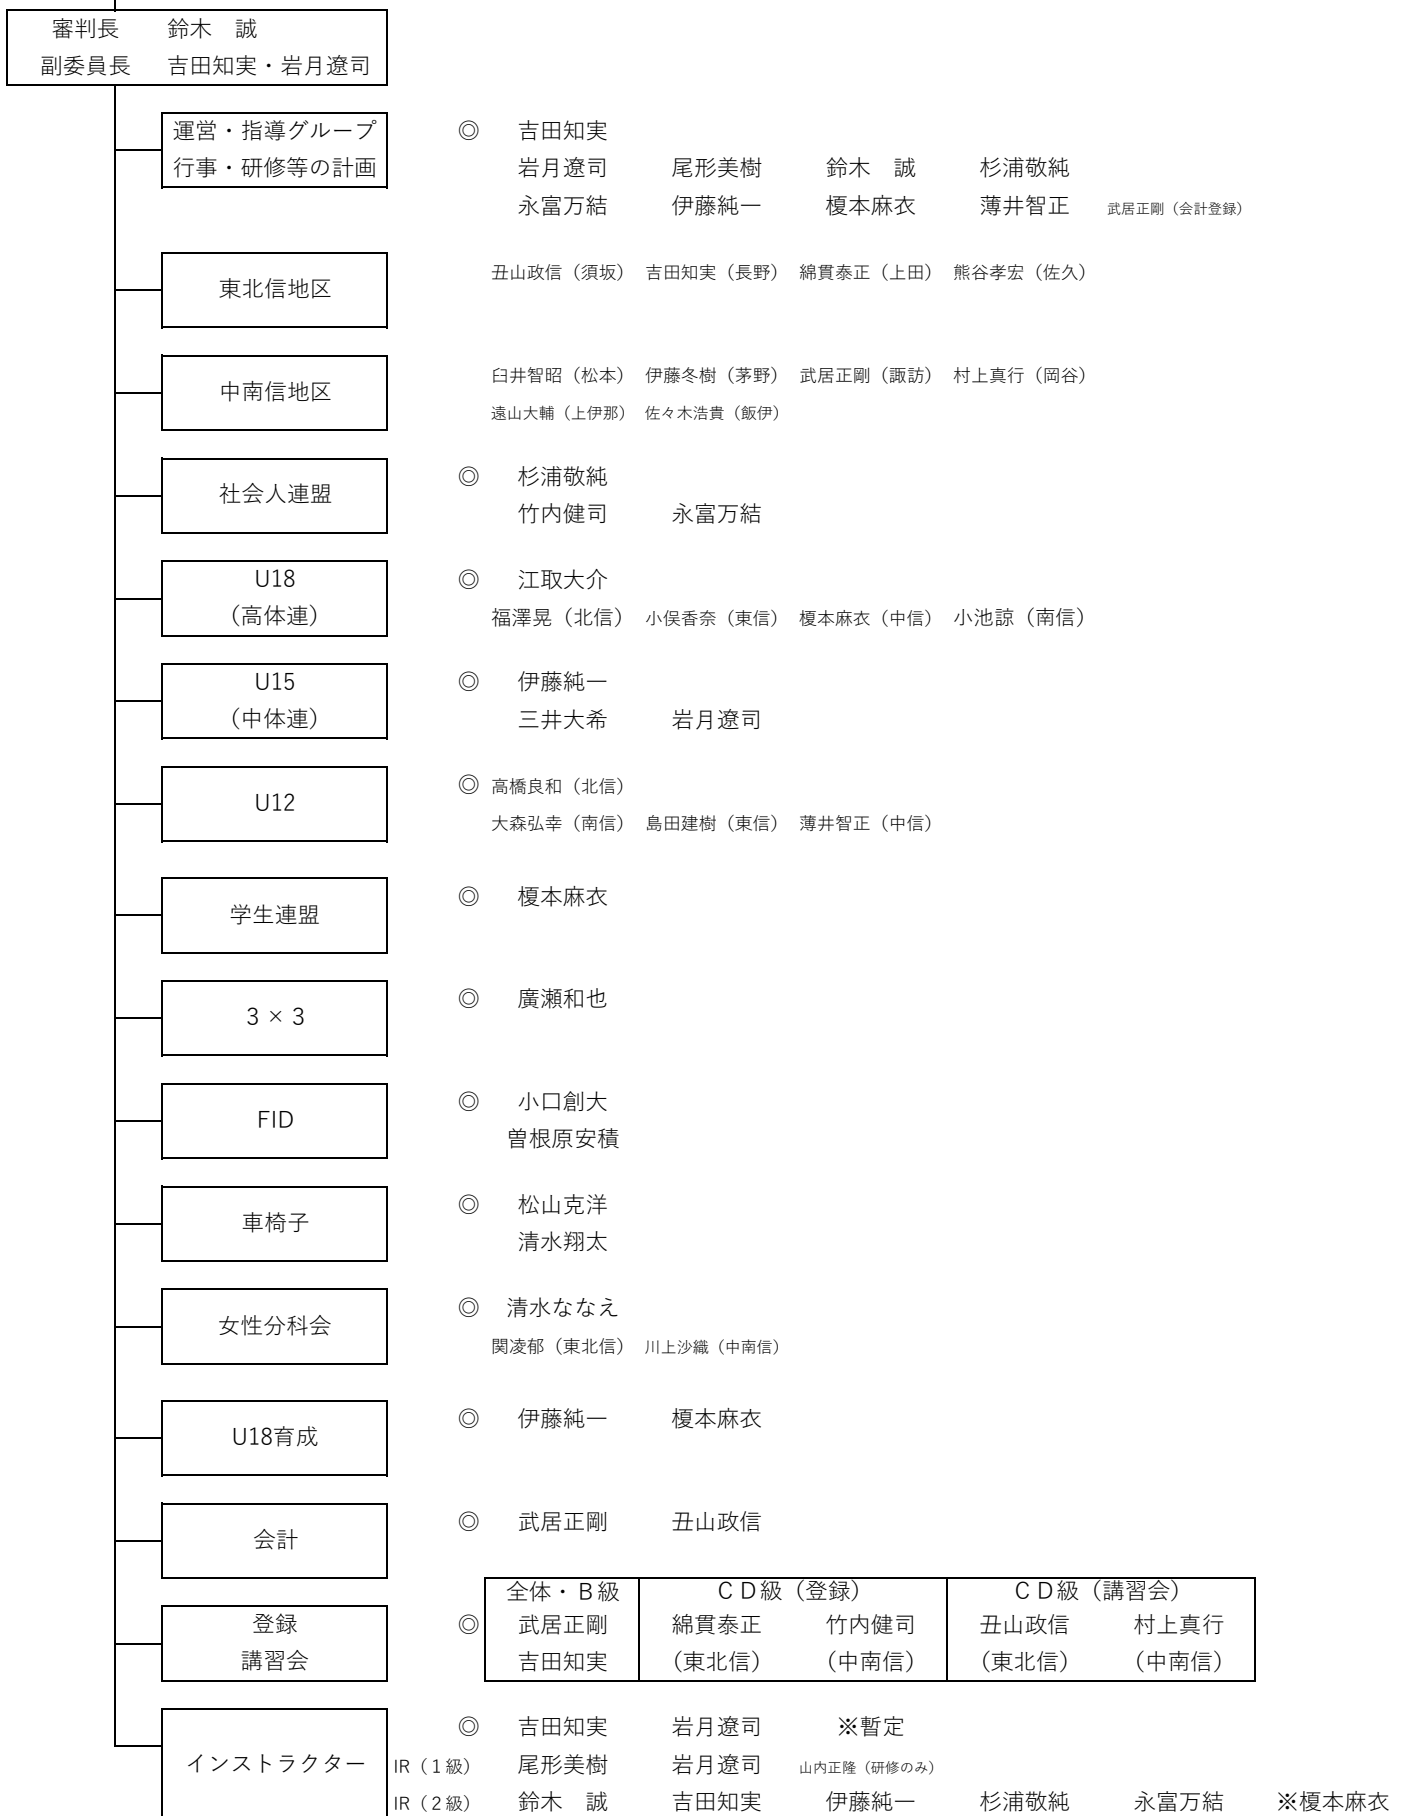 審判長　鈴木　誠
副委員長　吉田知実・岩月遼司
運営・指導グループ
行事・研修等の計画
◎　吉田知実
岩月遼司　尾形美樹　鈴木　誠　杉浦敬純
永富万結　伊藤純一　榎本麻衣　薄井智正　武居正剛（会計登録）
東北信地区
丑山政信（須坂）　吉田知実（長野）　綿貫泰正（上田）　熊谷孝宏（佐久）
中南信地区
臼井智昭（松本）　伊藤冬樹（茅野）　武居正剛（諏訪）　村上真行（岡谷）
遠山大輔（上伊那）　佐々木浩貴（飯伊）
社会人連盟
◎　杉浦敬純
竹内健司　永富万結
U18
（高体連）
◎　江取大介
福澤晃（北信）　小俣香奈（東信）　榎本麻衣（中信）　小池諒（南信）
U15
（中体連）
◎　伊藤純一
三井大希　岩月遼司
U12
◎　高橋良和（北信）
大森弘幸（南信）　島田建樹（東信）　薄井智正（中信）
学生連盟
◎　榎本麻衣
3 × 3
◎　廣瀬和也
FID
◎　小口創大
曽根原安積
車椅子
◎　松山克洋
清水翔太
女性分科会
◎　清水ななえ
関凌郁（東北信）　川上沙織（中南信）
U18育成
◎　伊藤純一　榎本麻衣
会計
◎　武居正剛　丑山政信
登録
講習会
全体・Ｂ級　ＣＤ級（登録）　ＣＤ級（講習会）
◎　武居正剛　綿貫泰正　竹内健司　丑山政信　村上真行
吉田知実　（東北信）　（中南信）　（東北信）　（中南信）
インストラクター
◎　吉田知実　岩月遼司　※暫定
IR（１級）　尾形美樹　岩月遼司　山内正隆（研修のみ）
IR（２級）　鈴木　誠　吉田知実　伊藤純一　杉浦敬純　永富万結　※榎本麻衣